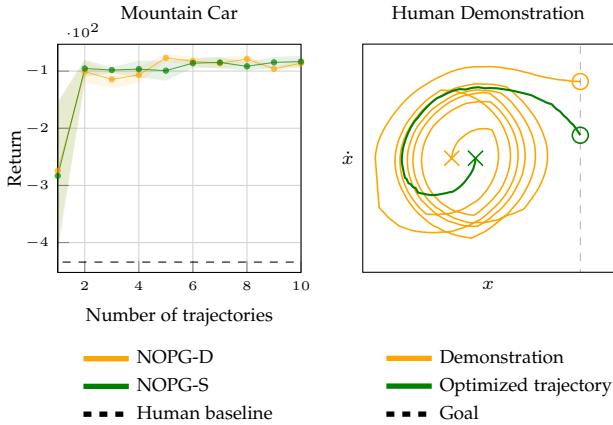 Mountain Car
·10²
Return
−1
−2
−3
−4
2 4 6 8 10
Number of trajectories
NOPG-D
NOPG-S
Human baseline
Human Demonstration
ẋ
x
Demonstration
Optimized trajectory
Goal